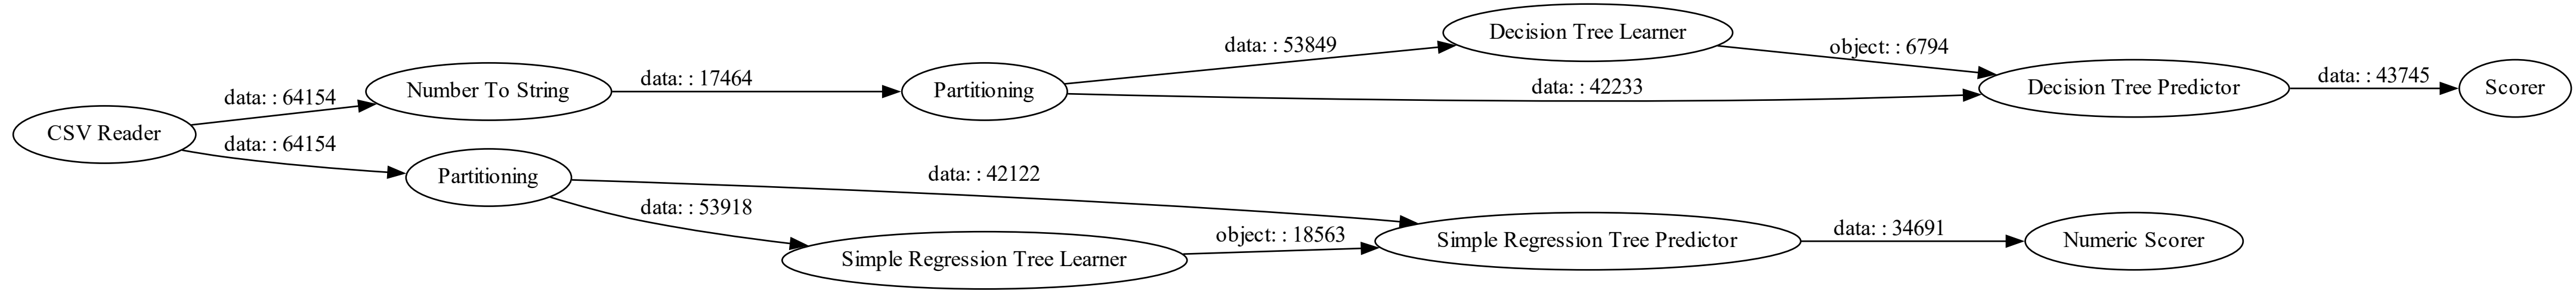 CSV Reader
data: : 64154
data: : 64154
Number To String
data: : 17464
Partitioning
data: : 53849
data: : 42233
Decision Tree Learner
object: : 6794
Decision Tree Predictor
data: : 43745
Scorer
Partitioning
data: : 42122
data: : 53918
Simple Regression Tree Learner
object: : 18563
Simple Regression Tree Predictor
data: : 34691
Numeric Scorer